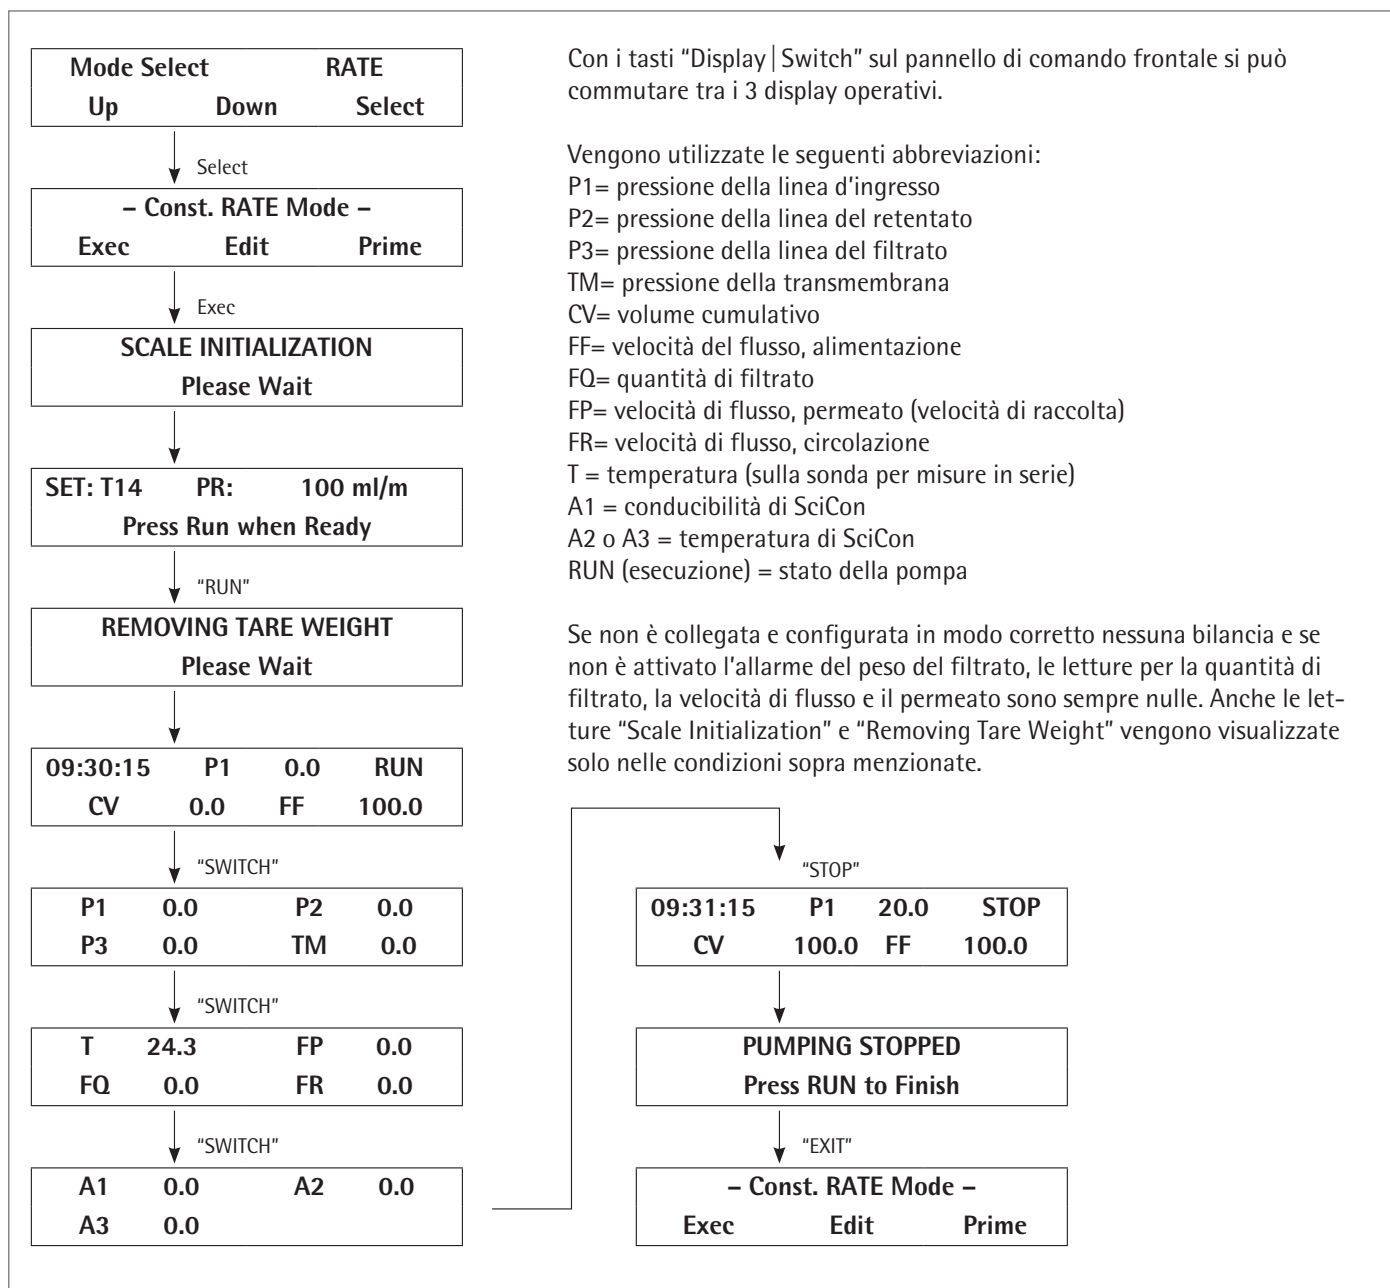 Mode Select RATE
Up Down Select
Select
– Const. RATE Mode –
Exec Edit Prime
Exec
SCALE INITIALIZATION
Please Wait
SET: T14 PR: 100 ml/m
Press Run when Ready
“RUN”
REMOVING TARE WEIGHT
Please Wait
09:30:15 P1 0.0 RUN
CV 0.0 FF 100.0
“SWITCH”
P1 0.0 P2 0.0
P3 0.0 TM 0.0
“SWITCH”
T 24.3 FP 0.0
FQ 0.0 FR 0.0
“SWITCH”
A1 0.0 A2 0.0
A3 0.0
Con i tasti “Display|Switch” sul pannello di comando frontale si può
commutare tra i 3 display operativi.
Vengono utilizzate le seguenti abbreviazioni:
P1= pressione della linea d’ingresso
P2= pressione della linea del retentato
P3= pressione della linea del filtrato
TM= pressione della transmembrana
CV= volume cumulativo
FF= velocità del flusso, alimentazione
FQ= quantità di filtrato
FP= velocità di flusso, permeato (velocità di raccolta)
FR= velocità di flusso, circolazione
T = temperatura (sulla sonda per misure in serie)
A1 = conducibilità di SciCon
A2 o A3 = temperatura di SciCon
RUN (esecuzione) = stato della pompa
Se non è collegata e configurata in modo corretto nessuna bilancia e se
non è attivato l’allarme del peso del filtrato, le letture per la quantità di
filtrato, la velocità di flusso e il permeato sono sempre nulle. Anche le let-
ture “Scale Initialization” e “Removing Tare Weight” vengono visualizzate
solo nelle condizioni sopra menzionate.
“STOP”
09:31:15 P1 20.0 STOP
CV 100.0 FF 100.0
PUMPING STOPPED
Press RUN to Finish
“EXIT”
– Const. RATE Mode –
Exec Edit Prime